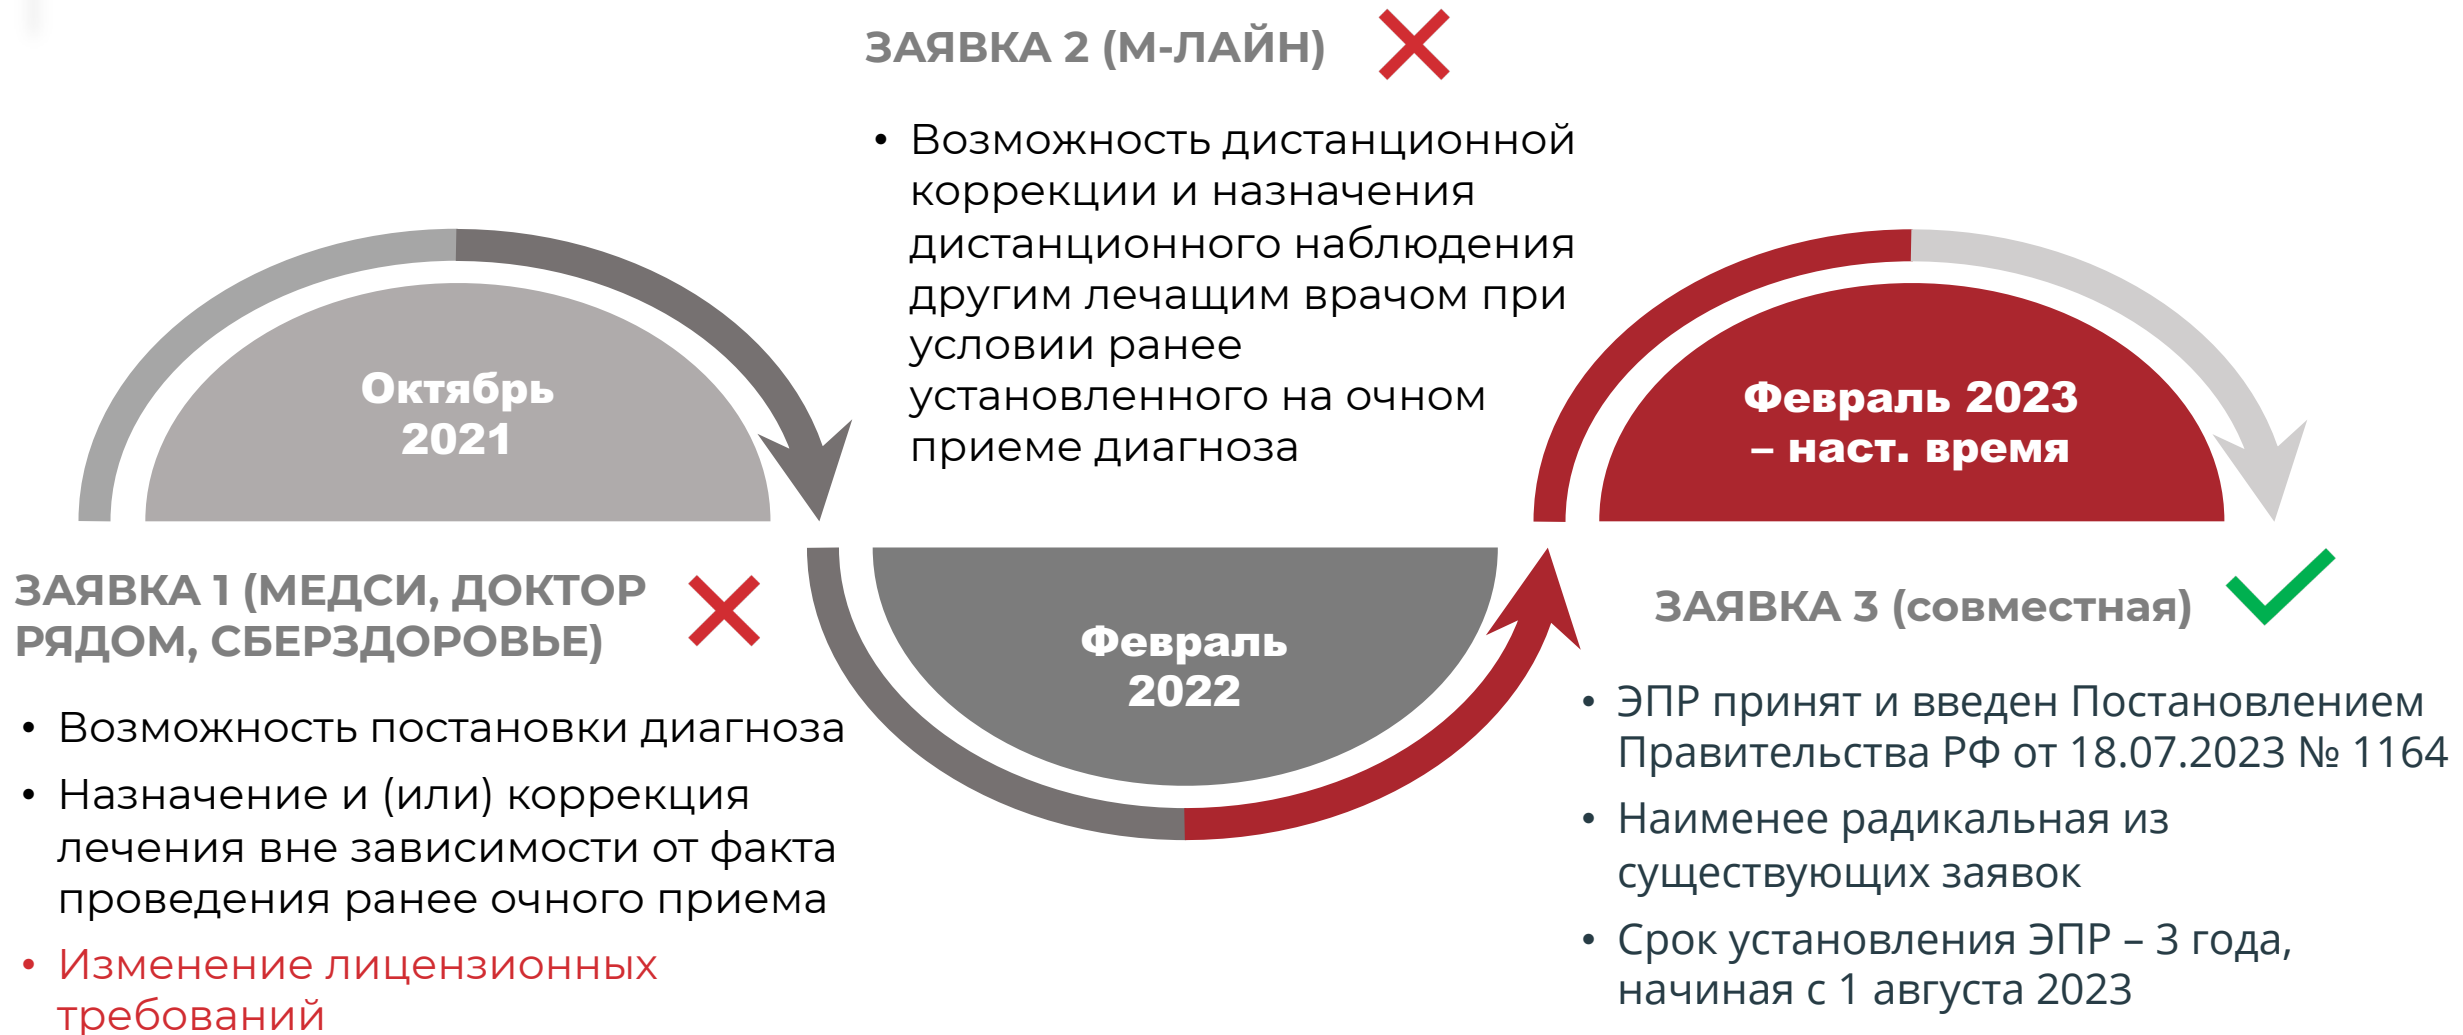 Октябрь
2021
ЗАЯВКА 1 (МЕДСИ, ДОКТОР
РЯДОМ, СБЕРЗДОРОВЬЕ)
• Возможность постановки диагноза
• Назначение и (или) коррекция
лечения вне зависимости от факта
проведения ранее очного приема
• Изменение лицензионных
требований
ЗАЯВКА 2 (М-ЛАЙН)
• Возможность дистанционной
коррекции и назначения
дистанционного наблюдения
другим лечащим врачом при
условии ранее
установленного на очном
приеме диагноза
Февраль
2022
Февраль 2023
– наст. время
ЗАЯВКА 3 (совместная)
• ЭПР принят и введен Постановлением
Правительства РФ от 18.07.2023 № 1164
• Наименее радикальная из
существующих заявок
• Срок установления ЭПР – 3 года,
начиная с 1 августа 2023